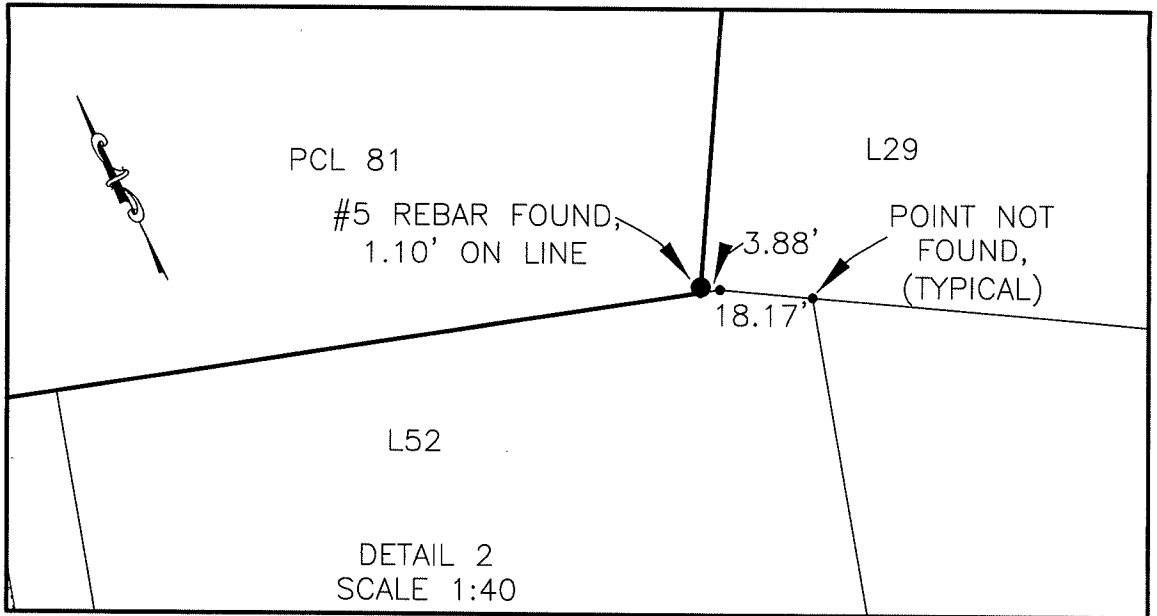 PCL 81
L29
#5 REBAR FOUND,
1.10' ON LINE
3.88'
POINT NOT
FOUND,
(TYPICAL)
18.17'
L52
DETAIL 2
SCALE 1:40